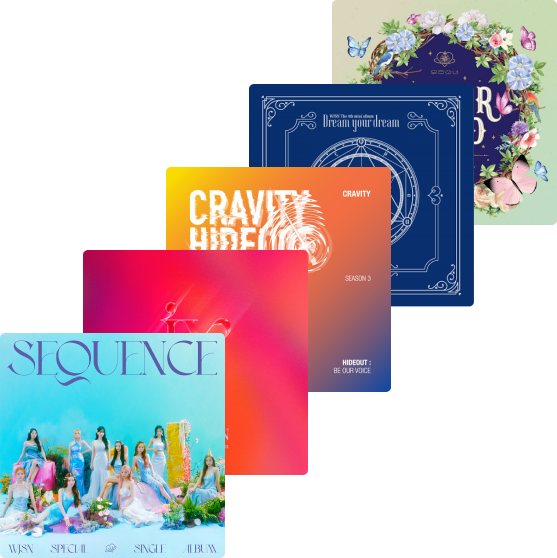 WJSN The 4th mini album
Dream your dream
CRAVITY
HIDEOUT
CRAVITY
SEASON 3
HIDEOUT :
BE OUR VOICE
SEQUENCE
WJSN SPECIAL SINGLE ALBUM